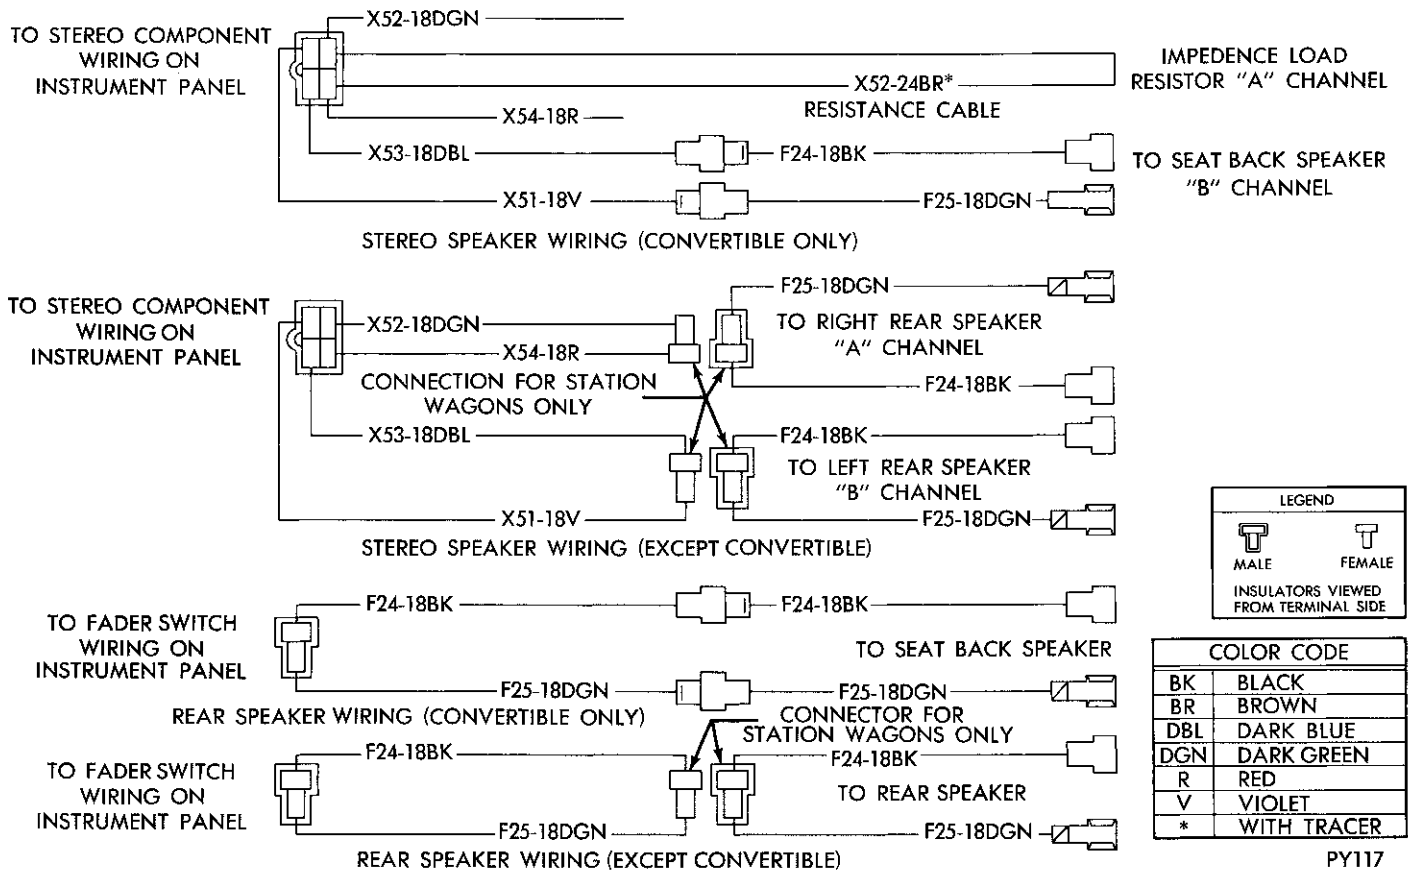 X52-18DGN
TO STEREO COMPONENT
WIRING ON
INSTRUMENT PANEL
IMPEDENCE LOAD
RESISTOR "A" CHANNEL
X52-24BR*
RESISTANCE CABLE
X54-18R
X53-18DBL
F24-18BK
TO SEAT BACK SPEAKER
"B" CHANNEL
X51-18V
F25-18DGN
STEREO SPEAKER WIRING (CONVERTIBLE ONLY)
F25-18DGN
TO STEREO COMPONENT
WIRING ON
INSTRUMENT PANEL
X52-18DGN
TO RIGHT REAR SPEAKER
"A" CHANNEL
X54-18R
CONNECTION FOR STATION
WAGONS ONLY
F24-18BK
X53-18DBL
F24-18BK
TO LEFT REAR SPEAKER
"B" CHANNEL
X51-18V
F25-18DGN
STEREO SPEAKER WIRING (EXCEPT CONVERTIBLE)
LEGEND
MALE
FEMALE
INSULATORS VIEWED
FROM TERMINAL SIDE
F24-18BK
F24-18BK
TO FADER SWITCH
WIRING ON
INSTRUMENT PANEL
TO SEAT BACK SPEAKER
F25-18DGN
F25-18DGN
REAR SPEAKER WIRING (CONVERTIBLE ONLY)
CONNECTOR FOR
STATION WAGONS ONLY
F24-18BK
F24-18BK
TO FADER SWITCH
WIRING ON
INSTRUMENT PANEL
TO REAR SPEAKER
F25-18DGN
F25-18DGN
REAR SPEAKER WIRING (EXCEPT CONVERTIBLE)
COLOR CODE
BK BLACK
BR BROWN
DBL DARK BLUE
DGN DARK GREEN
R RED
V VIOLET
* WITH TRACER
PY117